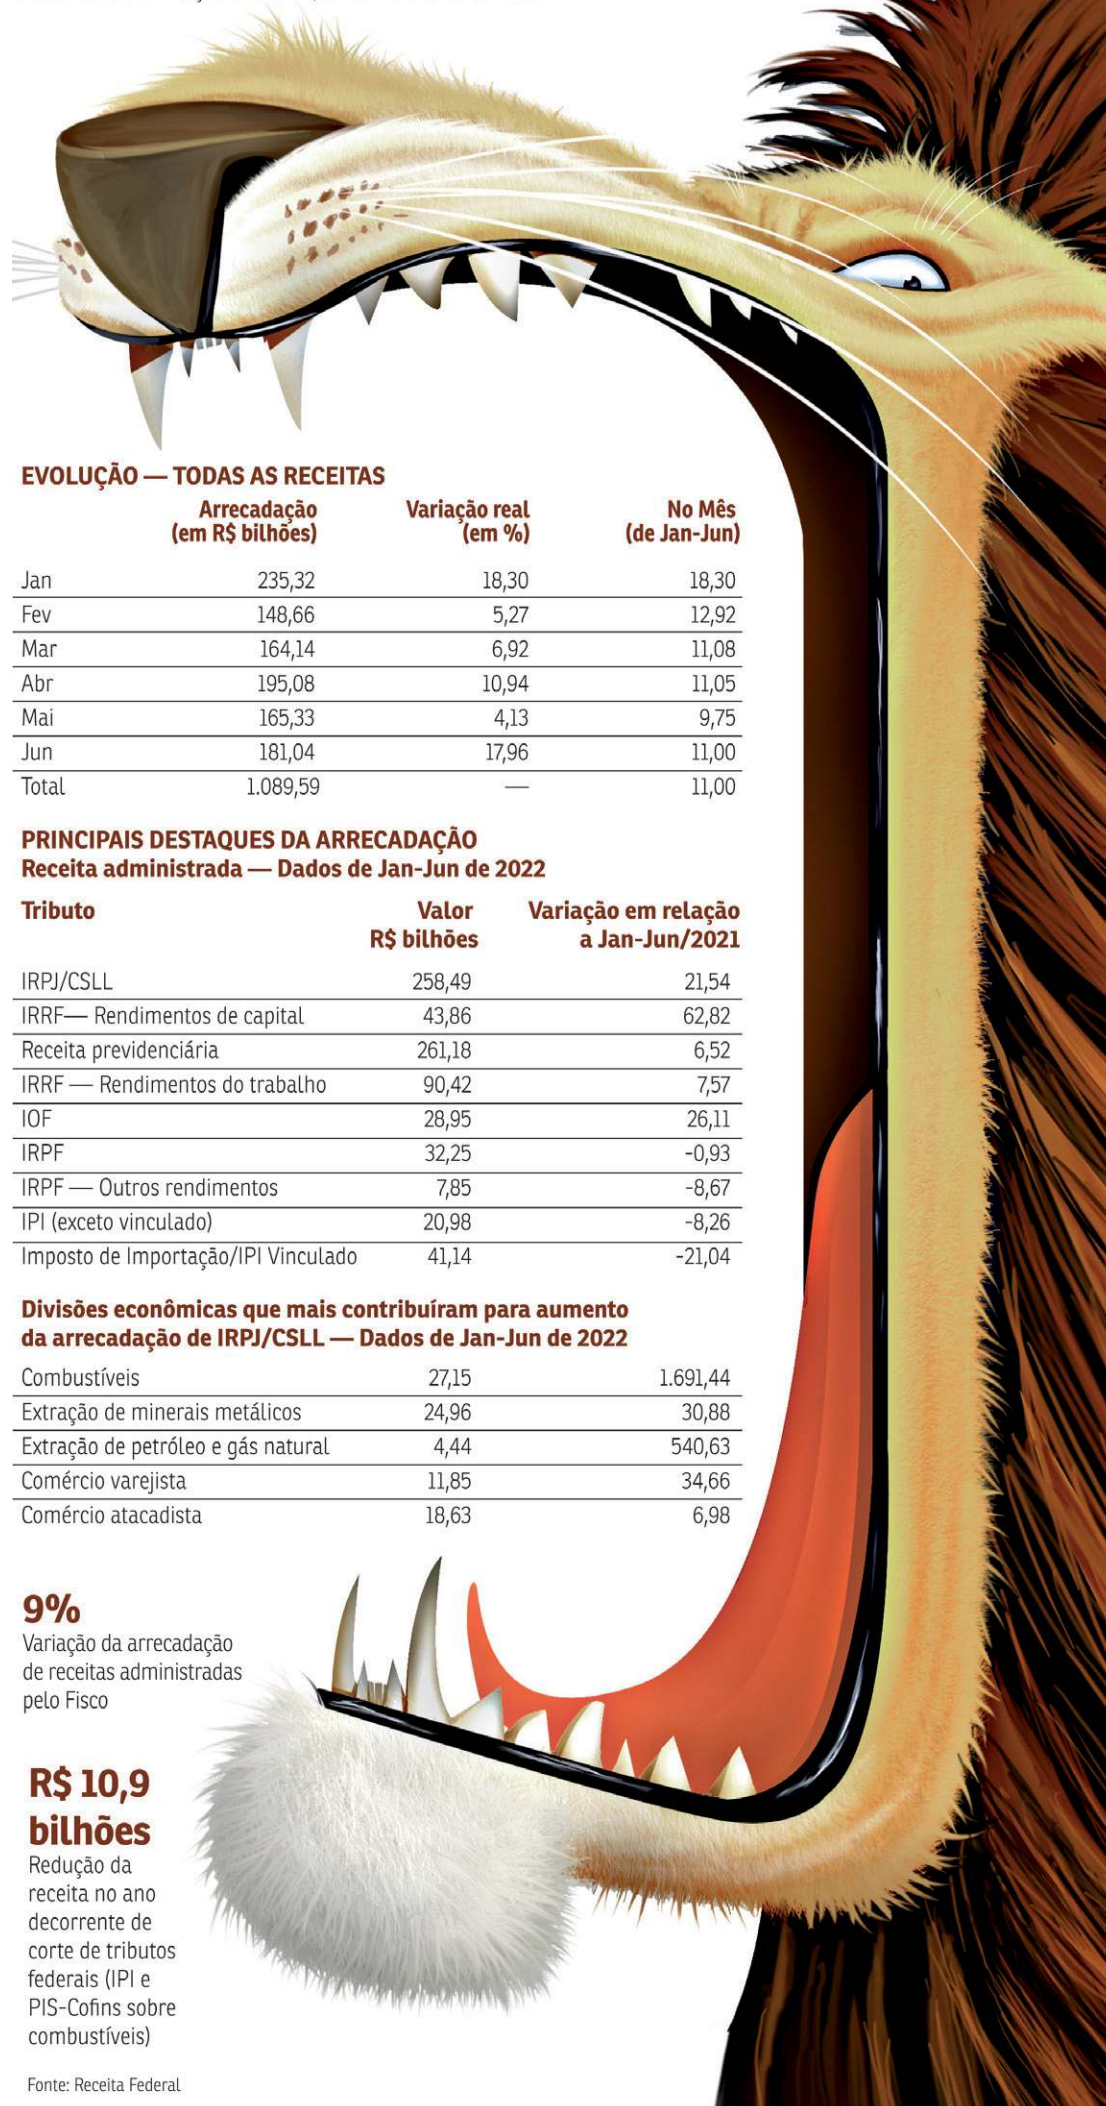 EVOLUÇÃO — TODAS AS RECEITAS
Arrecadação (em R$ bilhões) Variação real (em %) No Mês (de Jan-Jun)
Jan 235,32 18,30 18,30
Fev 148,66 5,27 12,92
Mar 164,14 6,92 11,08
Abr 195,08 10,94 11,05
Mai 165,33 4,13 9,75
Jun 181,04 17,96 11,00
Total 1.089,59 — 11,00
PRINCIPAIS DESTAQUES DA ARRECADAÇÃO
Receita administrada — Dados de Jan-Jun de 2022
Tributo Valor R$ bilhões Variação em relação a Jan-Jun/2021
IRPJ/CSLL 258,49 21,54
IRRF— Rendimentos de capital 43,86 62,82
Receita previdenciária 261,18 6,52
IRRF — Rendimentos do trabalho 90,42 7,57
IOF 28,95 26,11
IRPF 32,25 -0,93
IRPF — Outros rendimentos 7,85 -8,67
IPI (exceto vinculado) 20,98 -8,26
Imposto de Importação/IPI Vinculado 41,14 -21,04
Divisões econômicas que mais contribuíram para aumento
da arrecadação de IRPJ/CSLL — Dados de Jan-Jun de 2022
Combustíveis 27,15 1.691,44
Extração de minerais metálicos 24,96 30,88
Extração de petróleo e gás natural 4,44 540,63
Comércio varejista 11,85 34,66
Comércio atacadista 18,63 6,98
9%
Variação da arrecadação
de receitas administradas
pelo Fisco
R$ 10,9
bilhões
Redução da
receita no ano
decorrente de
corte de tributos
federais (IPI e
PIS-Cofins sobre
combustíveis)
Fonte: Receita Federal